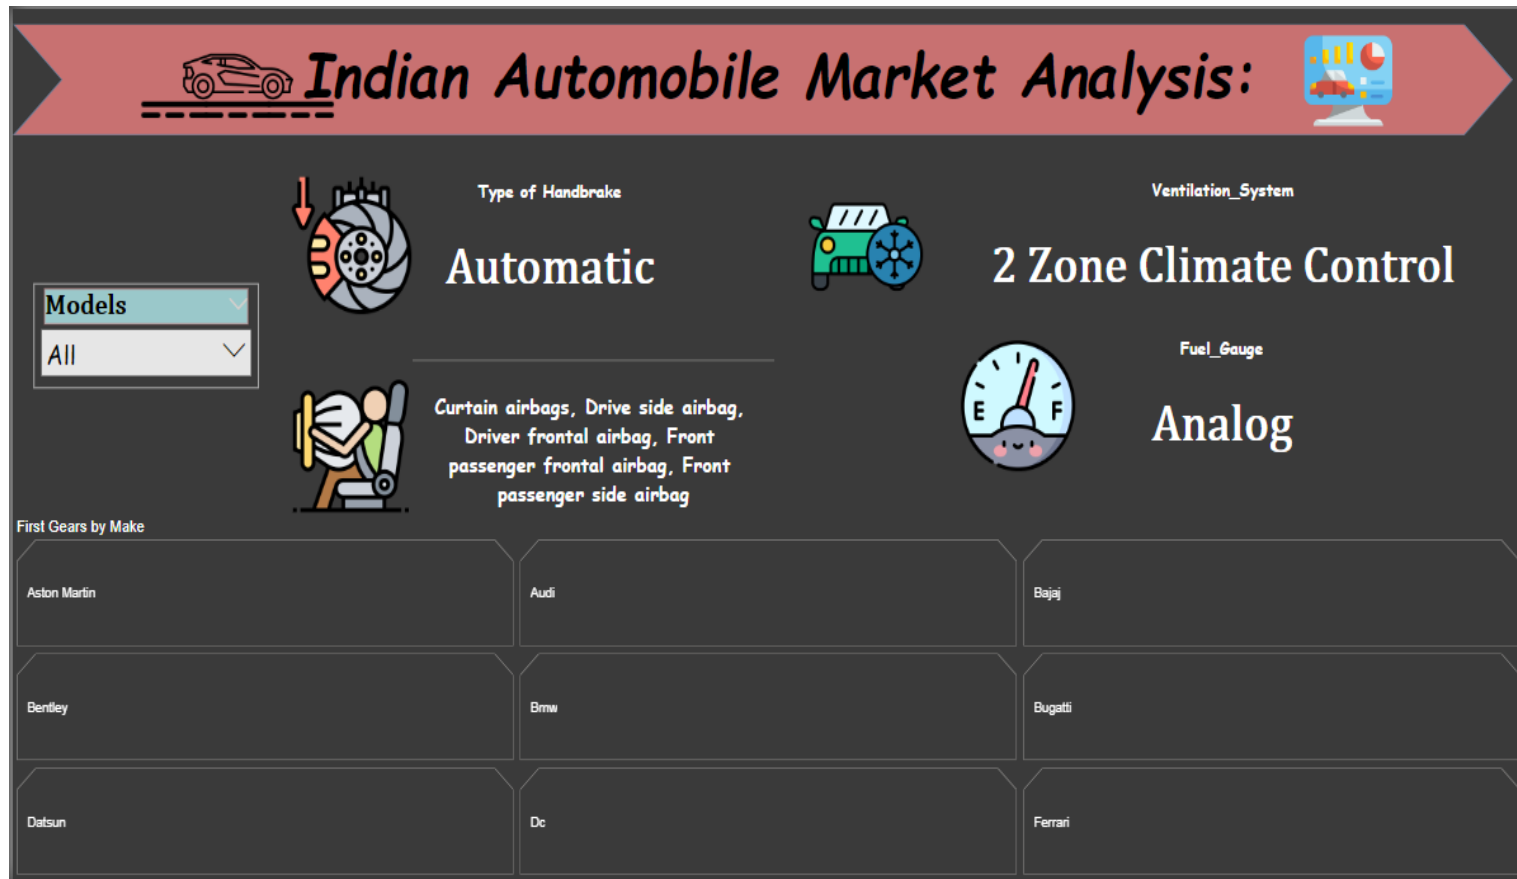 Indian Automobile Market Analysis:
Type of Handbrake
Automatic
Ventilation_System
2 Zone Climate Control
Models
All
Fuel_Gauge
E F
Analog
Curtain airbags, Drive side airbag,
Driver frontal airbag, Front
passenger frontal airbag, Front
passenger side airbag
First Gears by Make
Aston Martin
Audi
Bajaj
Bentley
Bmw
Bugatti
Datsun
Dc
Ferrari